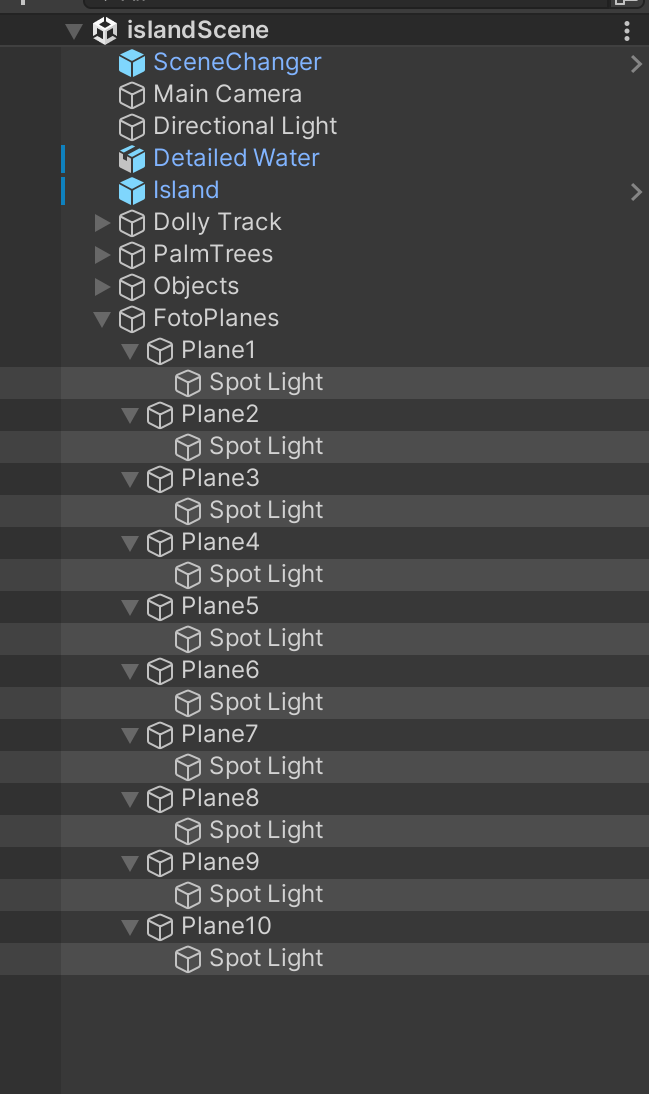 islandScene
SceneChanger
Main Camera
Directional Light
Detailed Water
Island
Dolly Track
PalmTrees
Objects
FotoPlanes
Plane1
Spot Light
Plane2
Spot Light
Plane3
Spot Light
Plane4
Spot Light
Plane5
Spot Light
Plane6
Spot Light
Plane7
Spot Light
Plane8
Spot Light
Plane9
Spot Light
Plane10
Spot Light